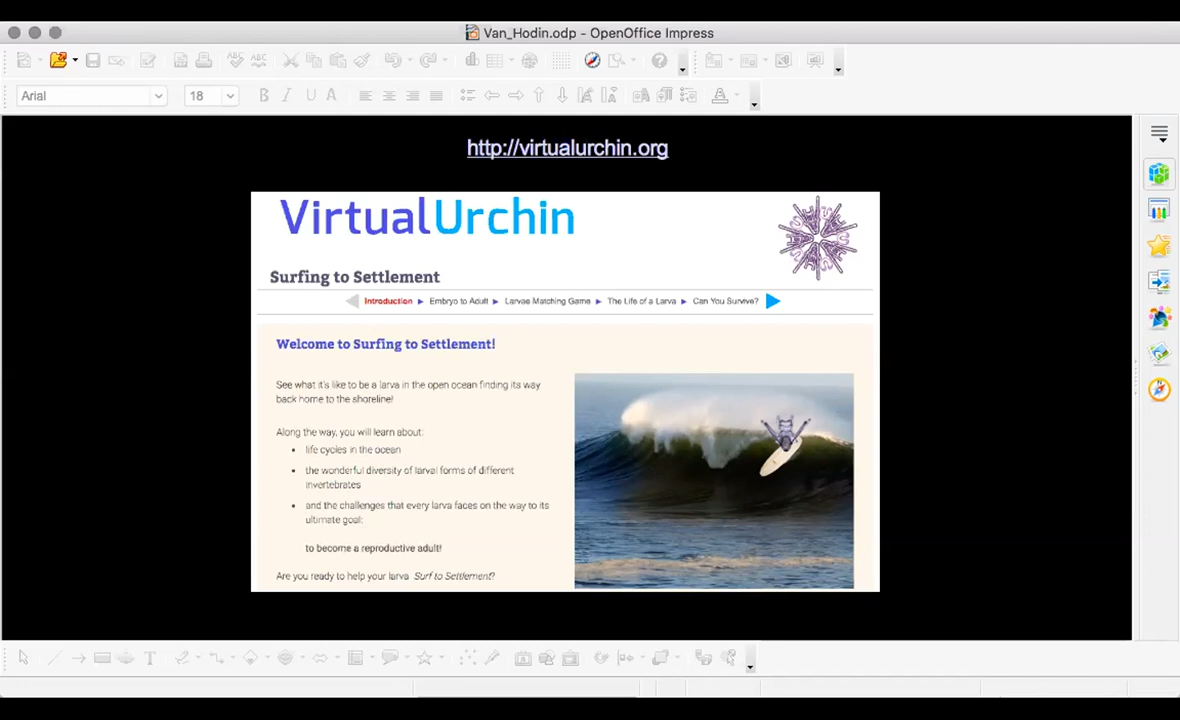 Van_Hodin.odp - OpenOffice Impress
Arial
18
http://virtualurchin.org
VirtualUrchin
Surfing to Settlement
Introduction ▸ Embryo to Adult ▸ Larvae Matching Game ▸ The Life of a Larva ▸ Can You Survive?
Welcome to Surfing to Settlement!
See what it's like to be a larva in the open ocean finding its way
back home to the shoreline!
Along the way, you will learn about:
• life cycles in the ocean
• the wonderful diversity of larval forms of different
invertebrates
• and the challenges that every larva faces on the way to its
ultimate goal:
to become a reproductive adult!
Are you ready to help your larva Surf to Settlement?